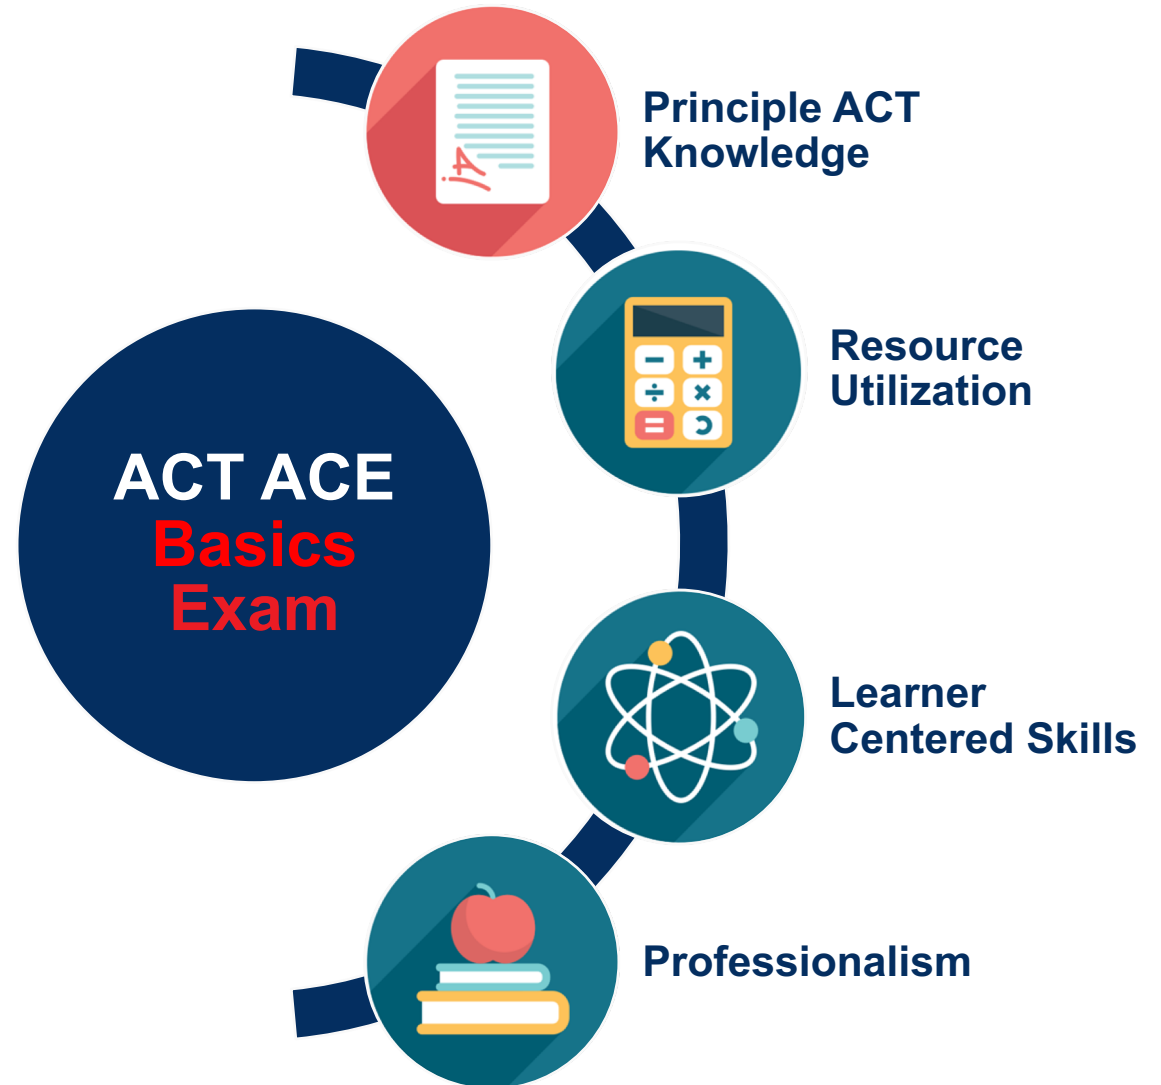 Principle ACT
Knowledge
Resource
Utilization
ACT ACE
Basics
Exam
Learner
Centered Skills
Professionalism